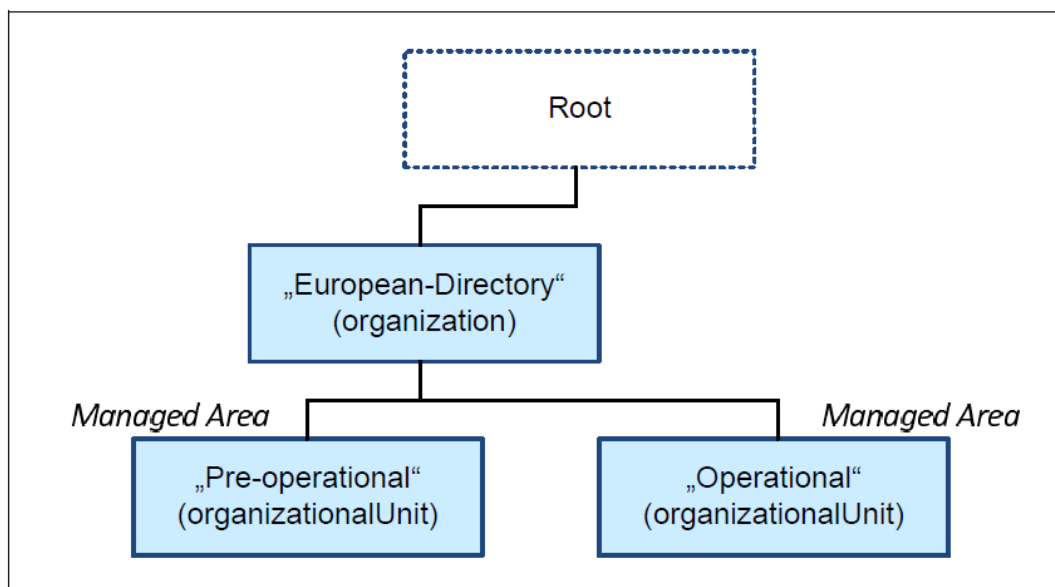 Root
„European-Directory“
(organization)
Managed Area
Managed Area
„Pre-operational“
(organizationalUnit)
„Operational“
(organizationalUnit)